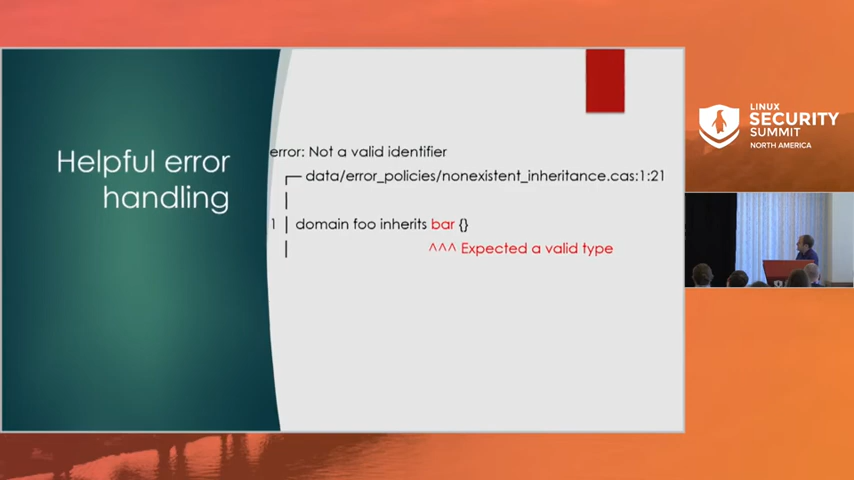 Helpful error
handling
error: Not a valid identifier
┌─ data/error_policies/nonexistent_inheritance.cas:1:21
│
1 │ domain foo inherits bar {}
│ ^^^ Expected a valid type
LINUX
SECURITY
SUMMIT
NORTH AMERICA